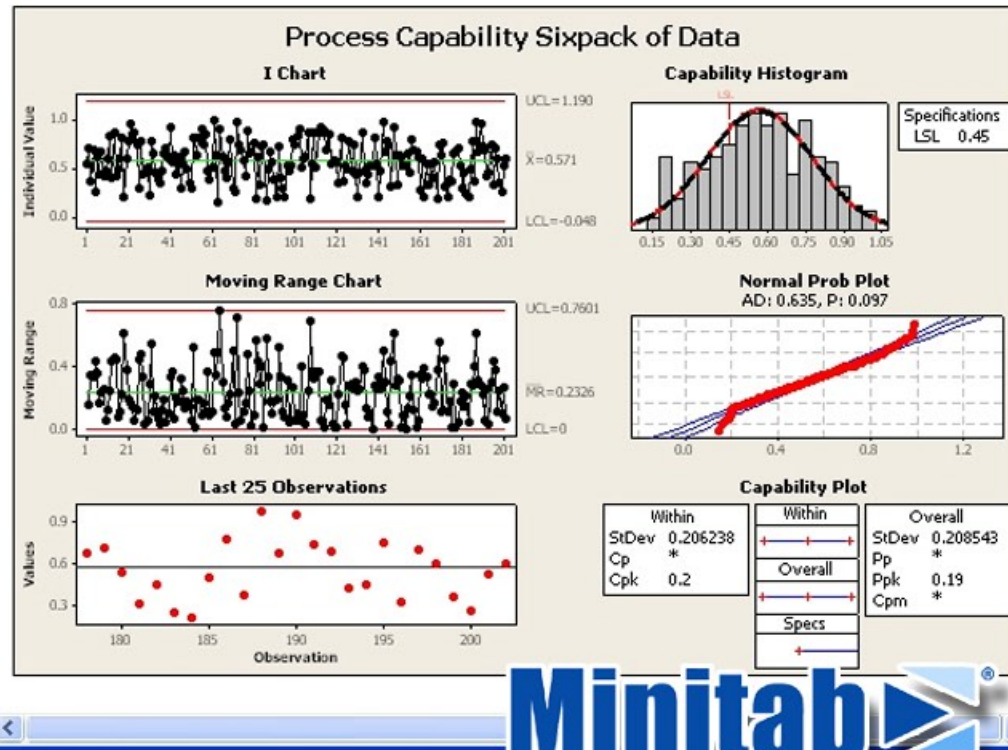 Process Capability Sixpack of Data
I Chart
Individual Value
1.0
0.5
0.0
UCL=1.190
X̄=0.571
LCL=-0.048
1 21 41 61 81 101 121 141 161 181 201
Capability Histogram
LSL
0.15 0.30 0.45 0.60 0.75 0.90 1.05
Specifications
LSL 0.45
Moving Range Chart
Moving Range
0.8
0.4
0.0
UCL=0.7601
M̄R̄=0.2326
LCL=0
1 21 41 61 81 101 121 141 161 181 201
Normal Prob Plot
AD: 0.635, P: 0.097
0.0 0.4 0.8 1.2
Last 25 Observations
Values
0.9
0.6
0.3
180 185 190 195 200
Observation
Capability Plot
Within
StDev 0.206238
Cp *
Cpk 0.2
Within
Overall
Specs
Overall
StDev 0.208543
Pp *
Ppk 0.19
Cpm *
Minitab ®